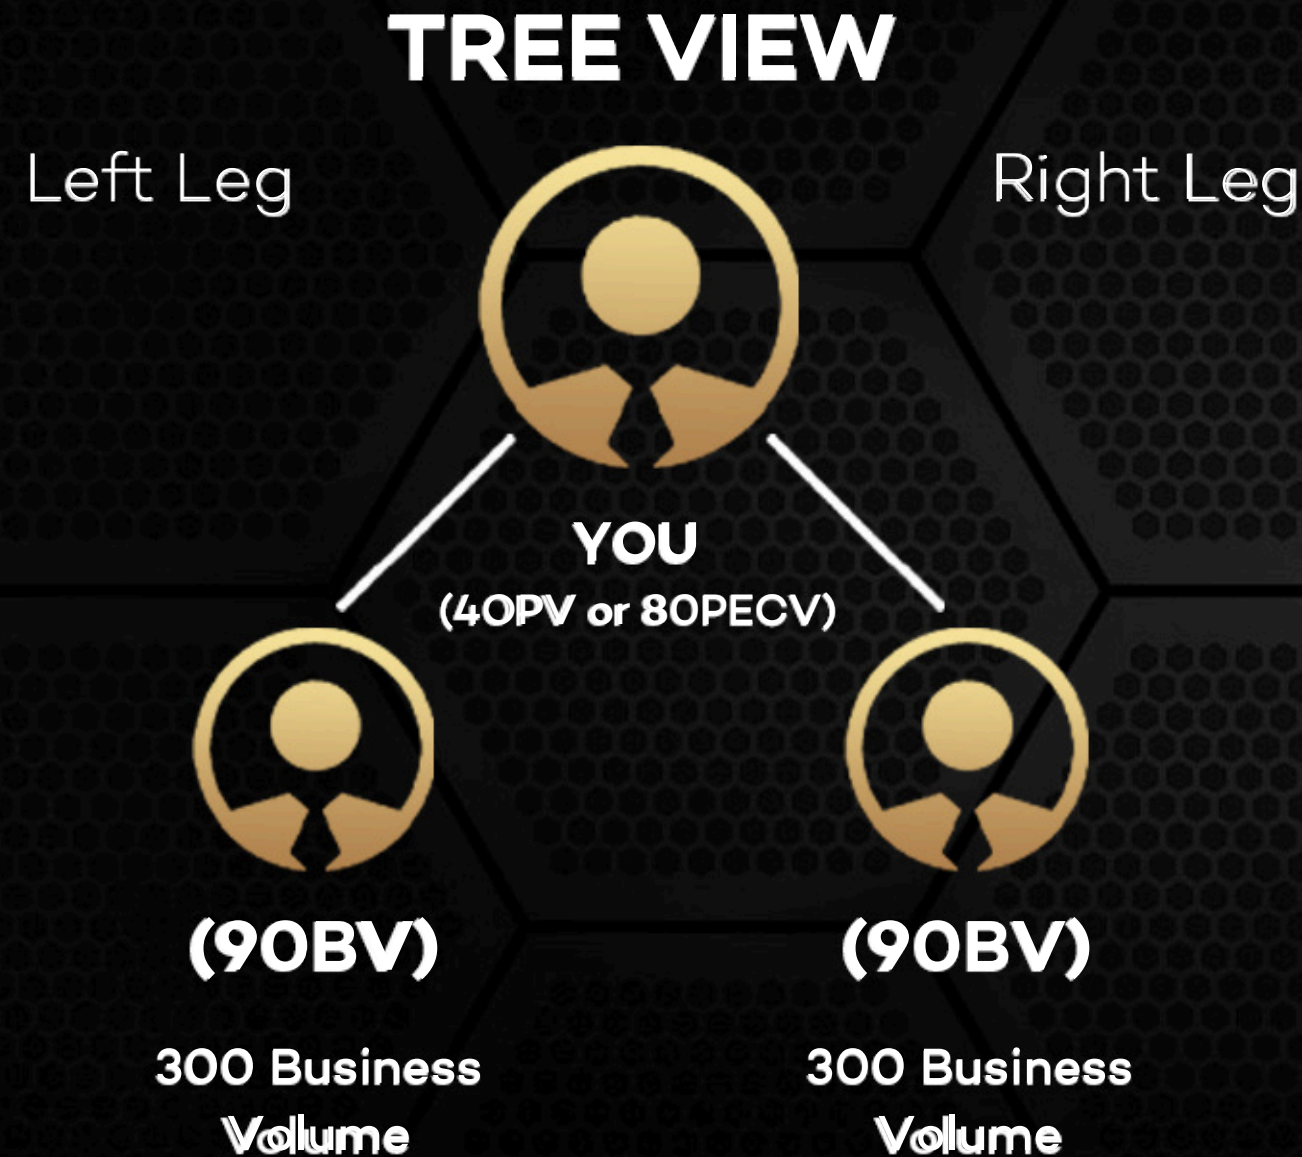 TREE VIEW
Left Leg
Right Leg
YOU
(40PV or 80PECV)
(90BV)
(90BV)
300 Business
Volume
300 Business
Volume